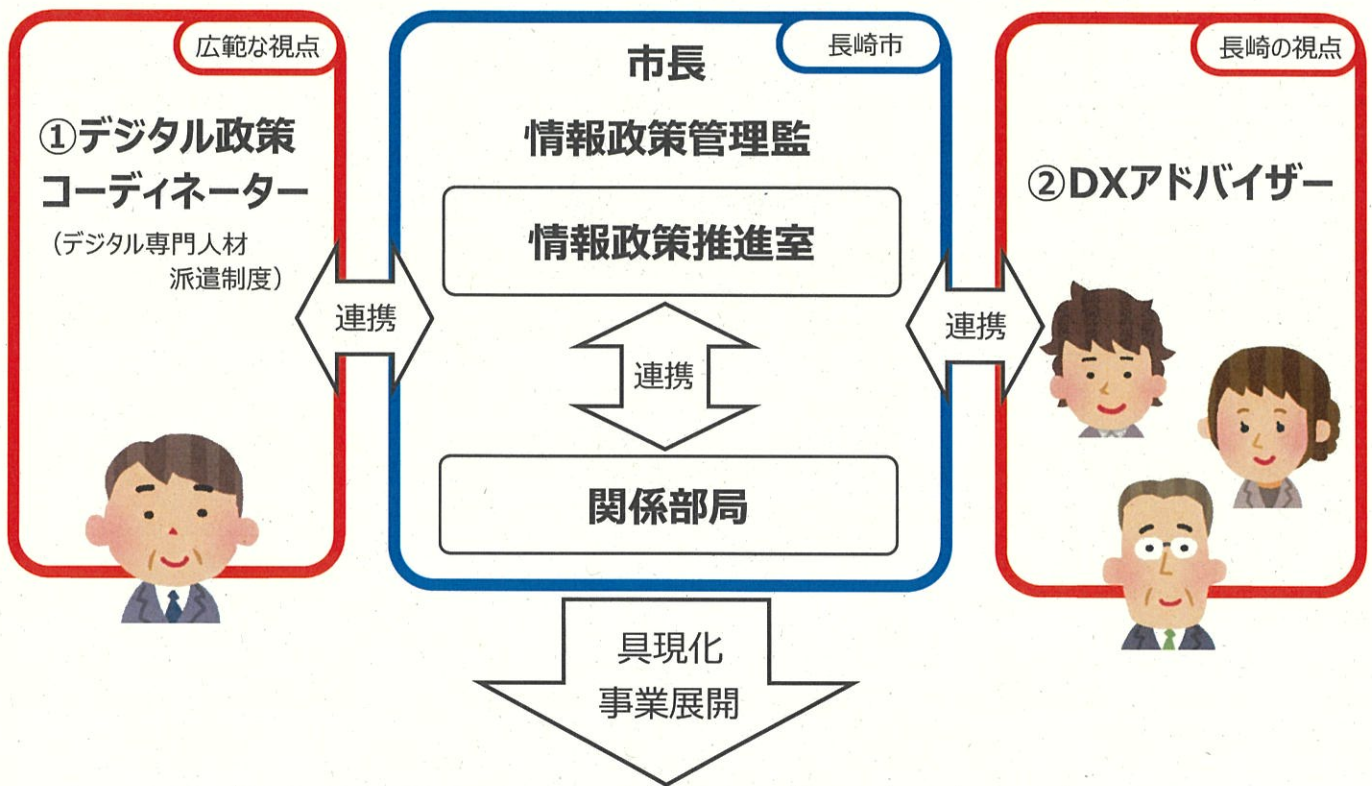 広範な視点
①デジタル政策
コーディネーター
（デジタル専門人材
派遣制度）
連携
長崎市
市長
情報政策管理監
情報政策推進室
連携
関係部局
連携
長崎の視点
②DXアドバイザー
具現化
事業展開